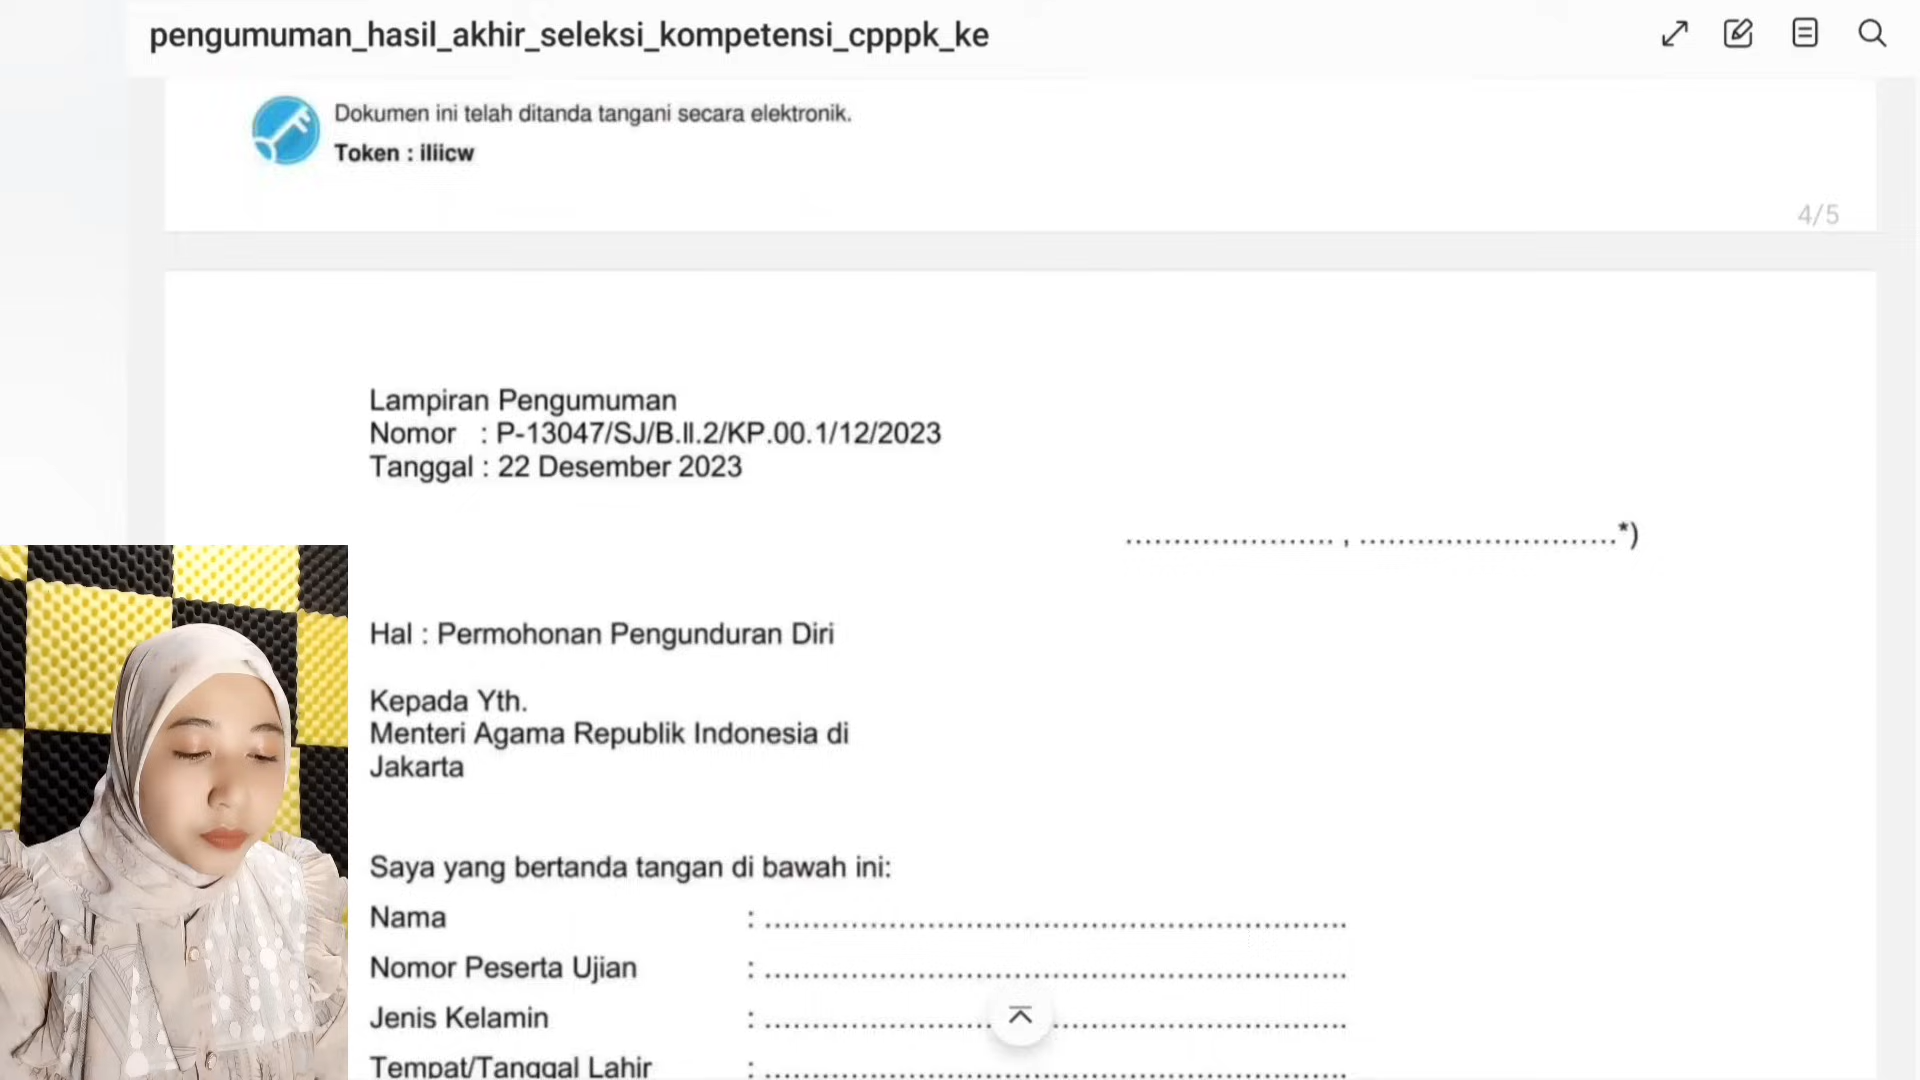 pengumuman_hasil_akhir_seleksi_kompetensi_cpppk_ke
Dokumen ini telah ditanda tangani secara elektronik.
Token : iliicw
4/5
Lampiran Pengumuman
Nomor : P-13047/SJ/B.II.2/KP.00.1/12/2023
Tanggal : 22 Desember 2023
...................... , ...........................*)
Hal : Permohonan Pengunduran Diri
Kepada Yth.
Menteri Agama Republik Indonesia di
Jakarta
Saya yang bertanda tangan di bawah ini:
Nama : .............................................................
Nomor Peserta Ujian : .............................................................
Jenis Kelamin : .............................................................
Tempat/Tanggal Lahir : .............................................................